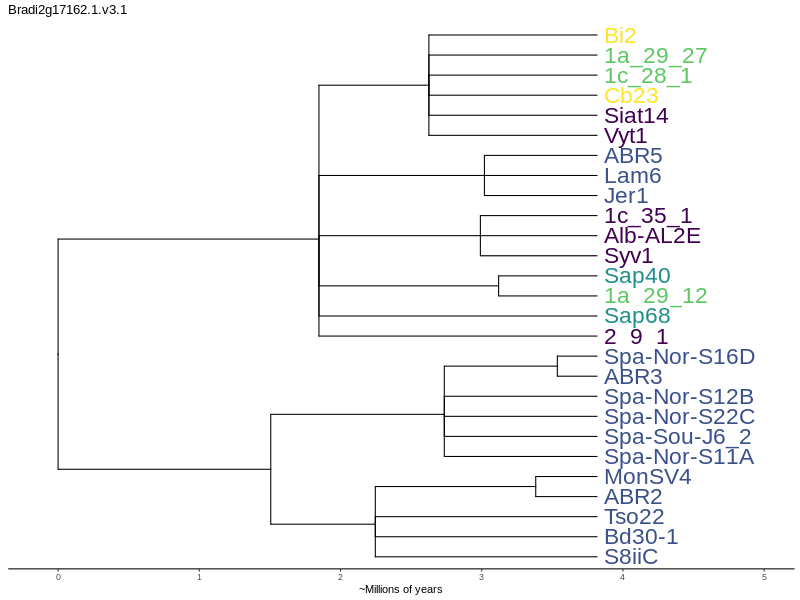 Bradi2g17162.1.v3.1
Bi2
1a_29_27
1c_28_1
Cb23
Siat14
Vyt1
ABR5
Lam6
Jer1
1c_35_1
Alb-AL2E
Syv1
Sap40
1a_29_12
Sap68
2_9_1
Spa-Nor-S16D
ABR3
Spa-Nor-S12B
Spa-Nor-S22C
Spa-Sou-J6_2
Spa-Nor-S11A
MonSV4
ABR2
Tso22
Bd30-1
S8iiC
0 1 2 3 4 5
~Millions of years